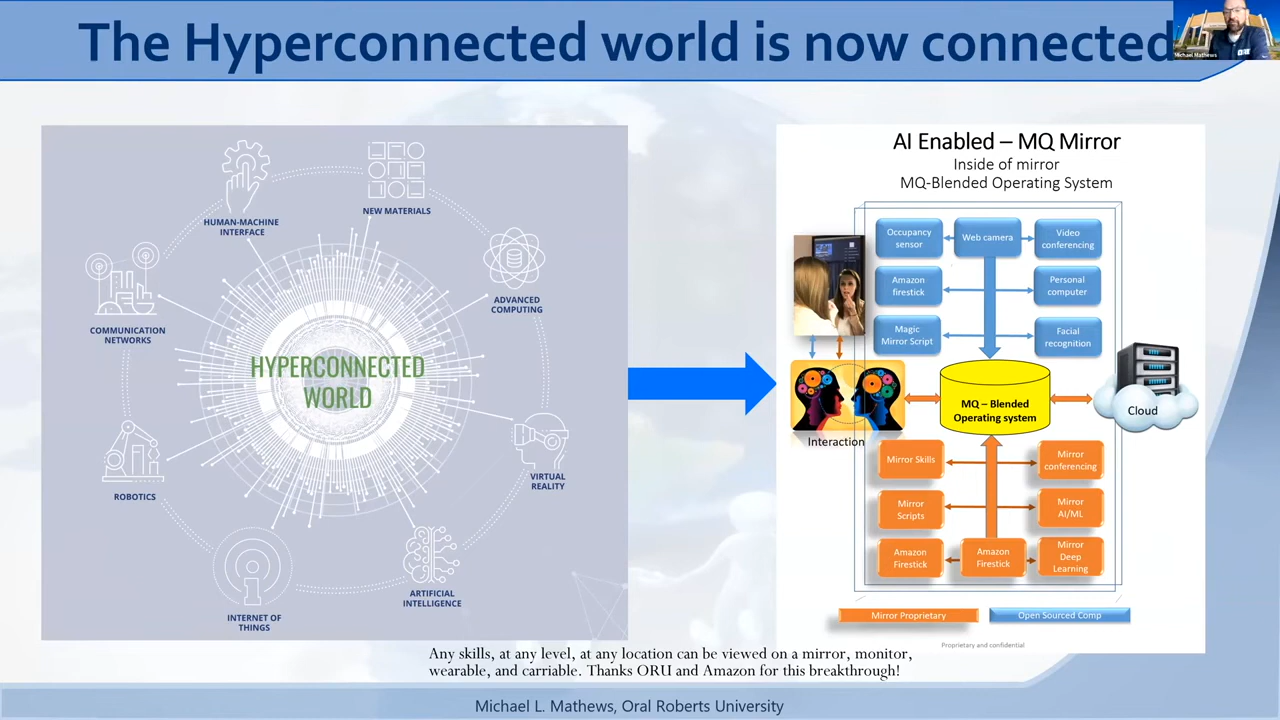 The Hyperconnected world is now connected
Michael Mathews
HUMAN-MACHINE
INTERFACE
NEW MATERIALS
ADVANCED
COMPUTING
COMMUNICATION
NETWORKS
HYPERCONNECTED
WORLD
VIRTUAL
REALITY
ROBOTICS
ARTIFICIAL
INTELLIGENCE
INTERNET OF
THINGS
AI Enabled – MQ Mirror
Inside of mirror
MQ-Blended Operating System
Occupancy
sensor
Web camera
Video
conferencing
Amazon
firestick
Personal
computer
Magic
Mirror Script
Facial
recognition
MQ – Blended
Operating system
Cloud
Interaction
Mirror Skills
Mirror
conferencing
Mirror
Scripts
Mirror
AI/ML
Amazon
Firestick
Amazon
Firestick
Mirror
Deep
Learning
Mirror Proprietary
Open Sourced Comp
Proprietary and confidential
Any skills, at any level, at any location can be viewed on a mirror, monitor,
wearable, and carriable. Thanks ORU and Amazon for this breakthrough!
Michael L. Mathews, Oral Roberts University